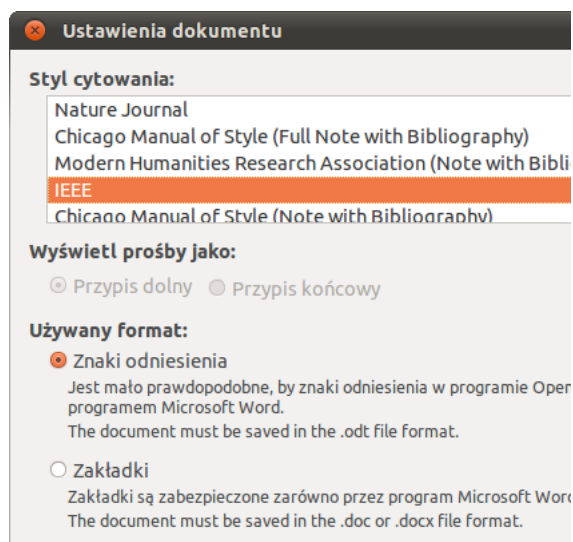 Ustawienia dokumentu
Styl cytowania:
Nature Journal
Chicago Manual of Style (Full Note with Bibliography)
Modern Humanities Research Association (Note with Bibli
IEEE
Chicago Manual of Style (Note with Bibliography)
Wyświetl prośby jako:
Przypis dolny Przypis końcowy
Używany format:
Znaki odniesienia
Jest mało prawdopodobne, by znaki odniesienia w programie Oper
programem Microsoft Word.
The document must be saved in the .odt file format.
Zakładki
Zakładki są zabezpieczone zarówno przez program Microsoft Word
The document must be saved in the .doc or .docx file format.